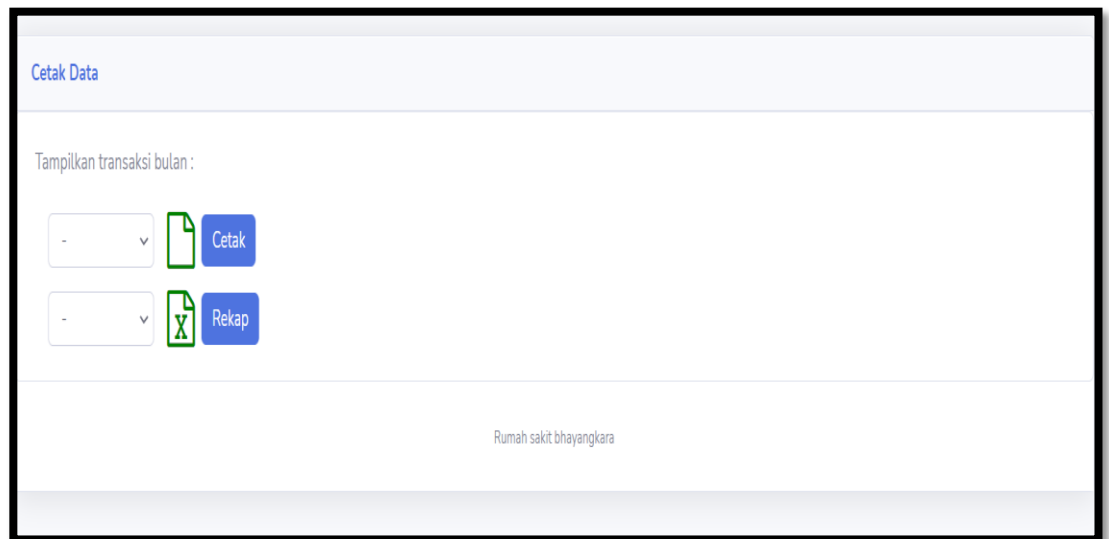 Cetak Data
Tampilkan transaksi bulan :
- Cetak
- X Rekap
Rumah sakit bhayangkara